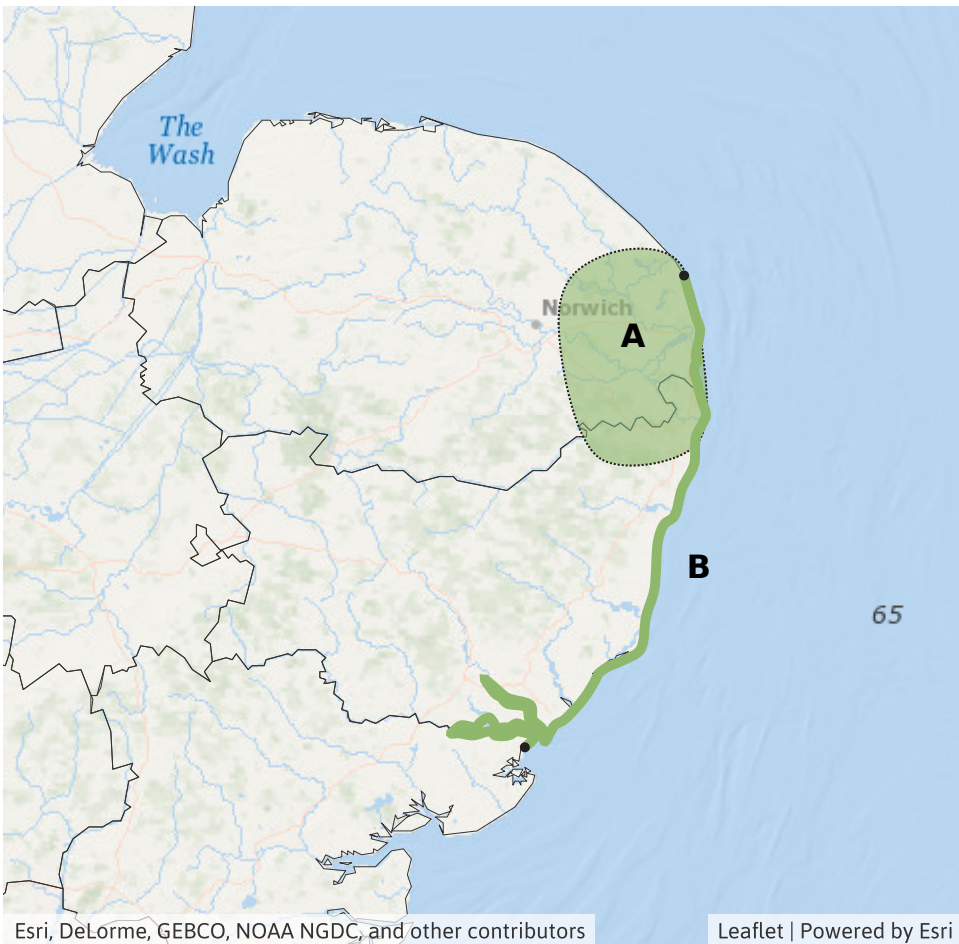 The
Wash
Norwich
A
B
65
Esri, DeLorme, GEBCO, NOAA NGDC, and other contributors
Leaflet | Powered by Esri